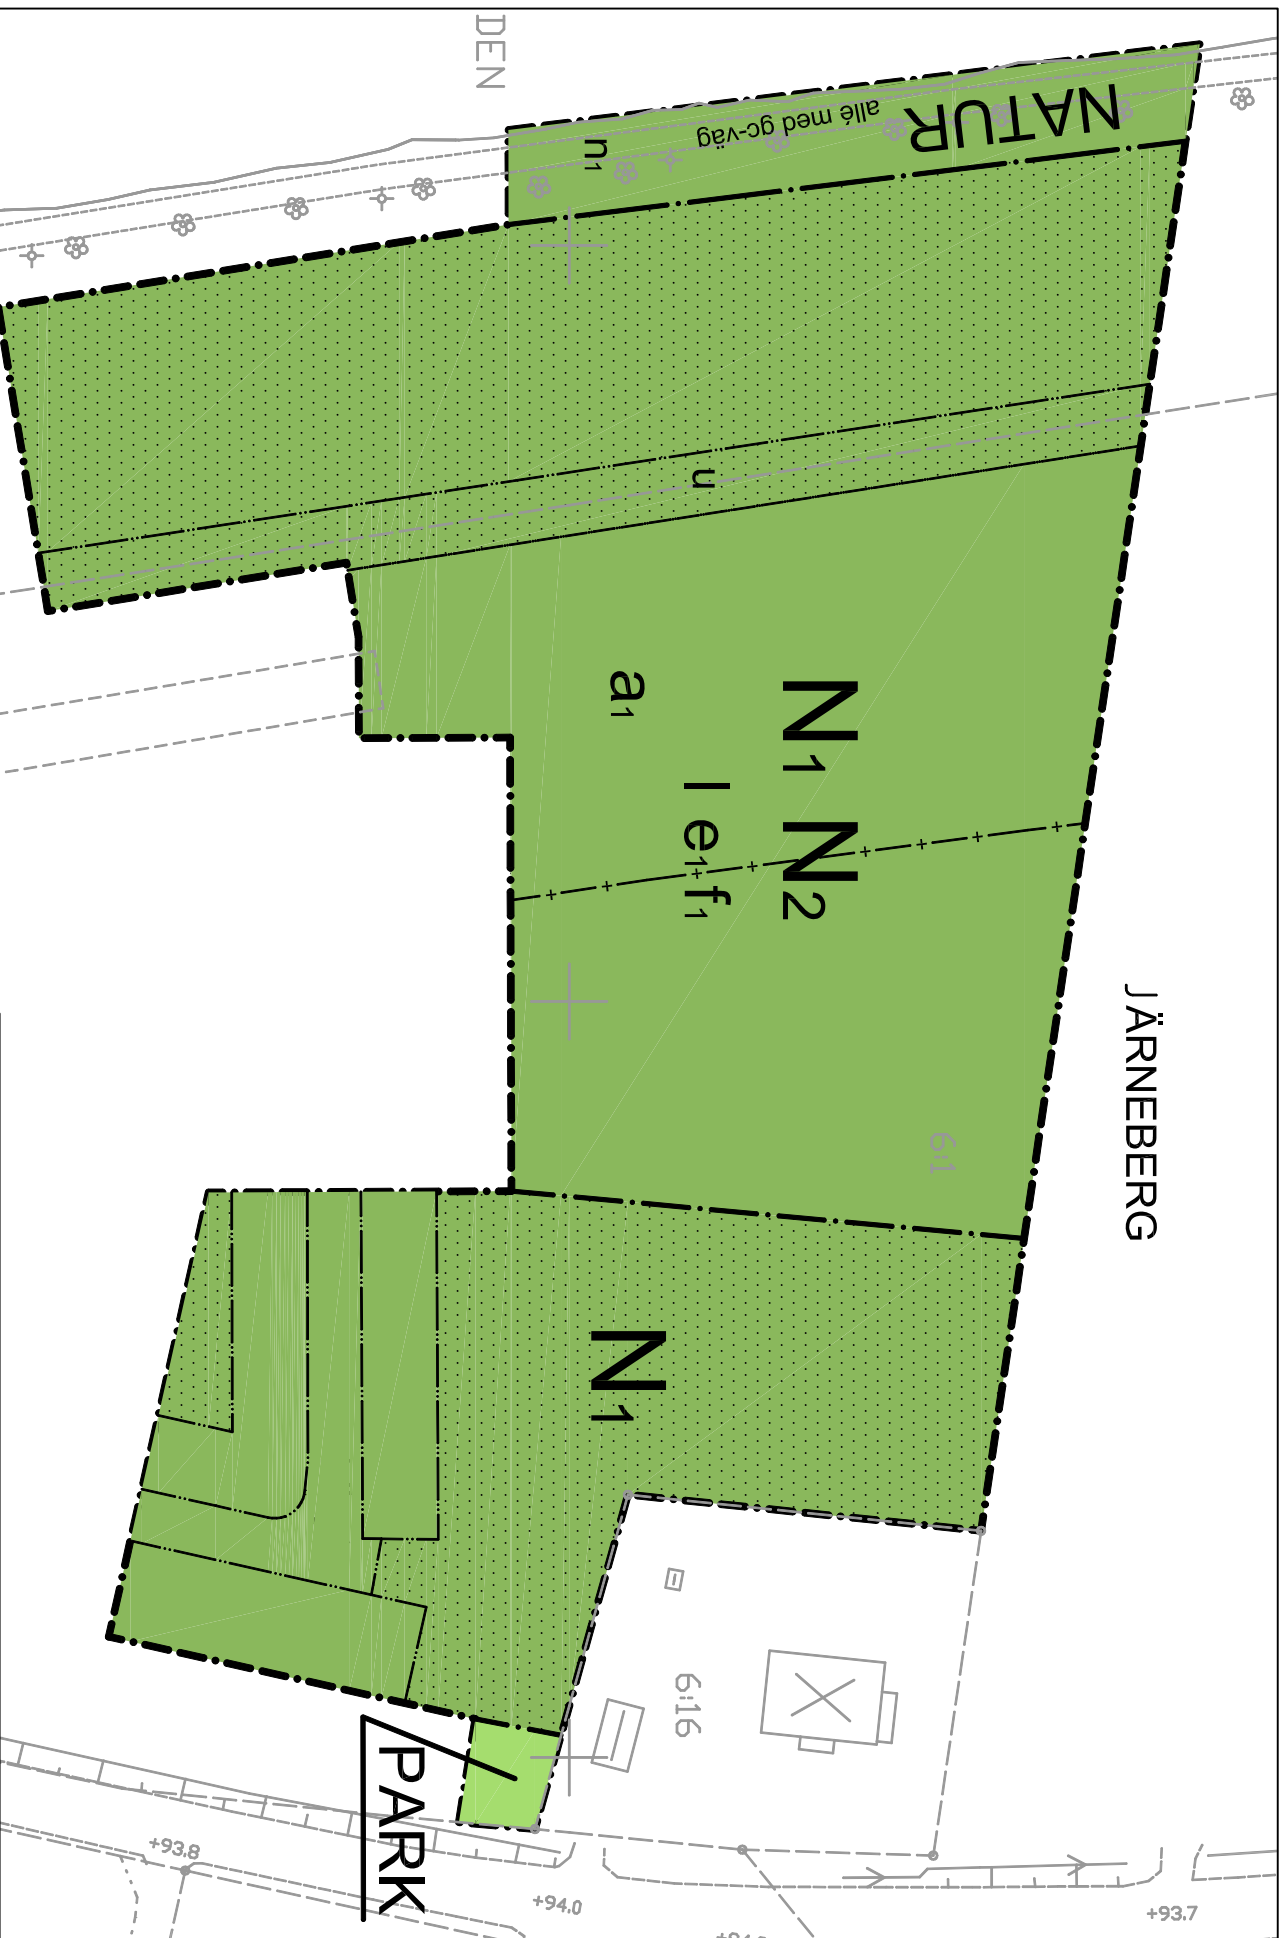 DEN
NATUR
allé med gc-väg
n1
u
a1
N1 N2
I e1 f1
JÄRNEBERG
6:1
N1
6:16
PARK
+93.8
+94.0
+93.7